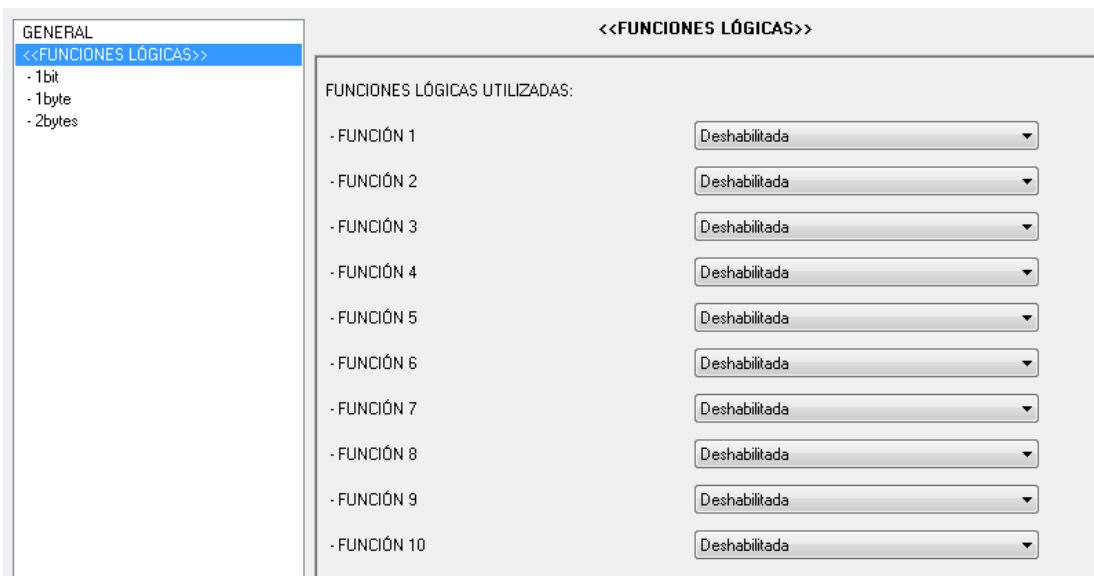 GENERAL
<<FUNCIONES LÓGICAS>>
- 1bit
- 1byte
- 2bytes
<<FUNCIONES LÓGICAS>>
FUNCIONES LÓGICAS UTILIZADAS:
- FUNCIÓN 1 Deshabilitada
- FUNCIÓN 2 Deshabilitada
- FUNCIÓN 3 Deshabilitada
- FUNCIÓN 4 Deshabilitada
- FUNCIÓN 5 Deshabilitada
- FUNCIÓN 6 Deshabilitada
- FUNCIÓN 7 Deshabilitada
- FUNCIÓN 8 Deshabilitada
- FUNCIÓN 9 Deshabilitada
- FUNCIÓN 10 Deshabilitada